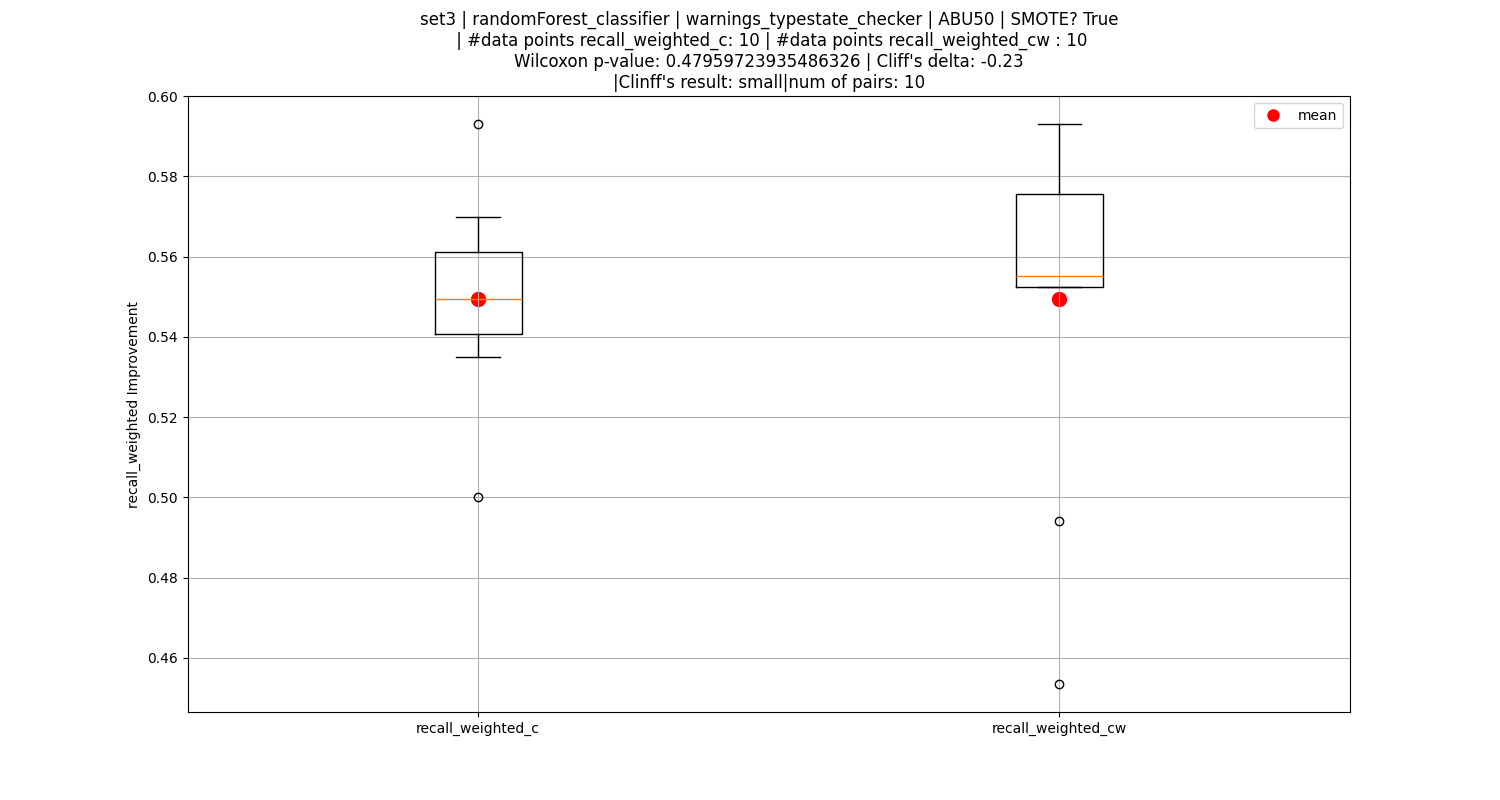 set3 | randomForest_classifier | warnings_typestate_checker | ABU50 | SMOTE? True
| #data points recall_weighted_c: 10 | #data points recall_weighted_cw : 10
Wilcoxon p-value: 0.47959723935486326 | Cliff's delta: -0.23
|Clinff's result: small|num of pairs: 10
mean
recall_weighted Improvement
0.60
0.58
0.56
0.54
0.52
0.50
0.48
0.46
recall_weighted_c
recall_weighted_cw